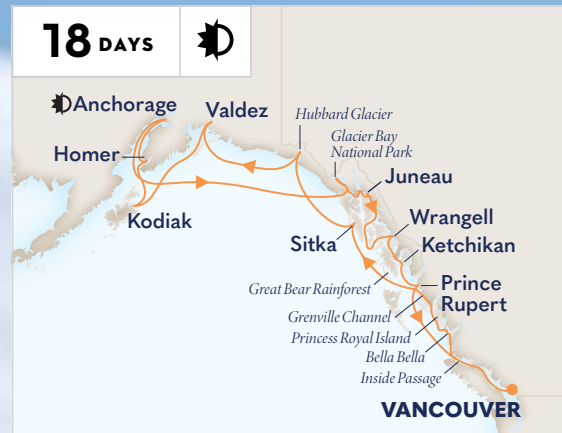 18 DAYS
Anchorage
Valdez
Hubbard Glacier
Glacier Bay
National Park
Homer
Juneau
Kodiak
Wrangell
Sitka
Ketchikan
Great Bear Rainforest
Prince
Rupert
Grenville Channel
Princess Royal Island
Bella Bella
Inside Passage
VANCOUVER